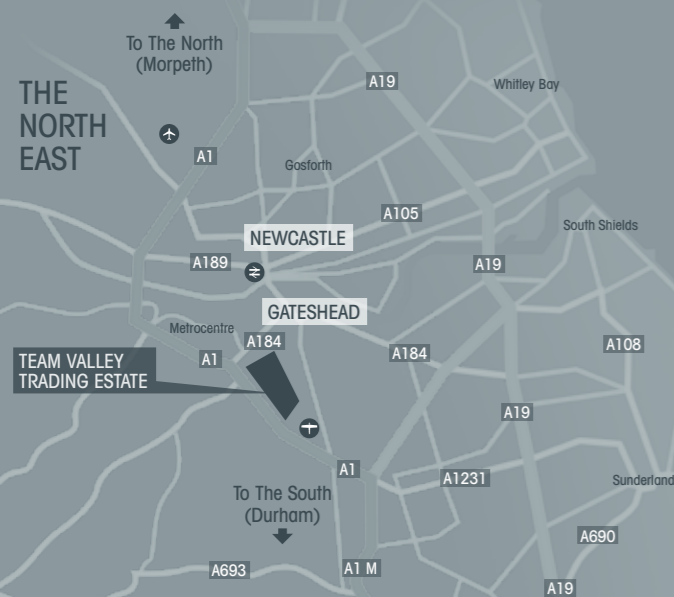 To The North
(Morpeth)
THE
NORTH
EAST
A19
Whitley Bay
A1
Gosforth
A105
South Shields
NEWCASTLE
A189
A19
GATESHEAD
Metrocentre
A184
A184
A108
A1
TEAM VALLEY
TRADING ESTATE
A19
A1
A1231
Sunderland
To The South
(Durham)
A690
A693
A1 M
A19